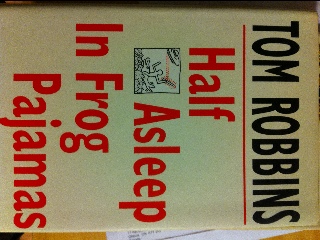 TOM ROBBINS
Half
Asleep
In Frog
Pajamas